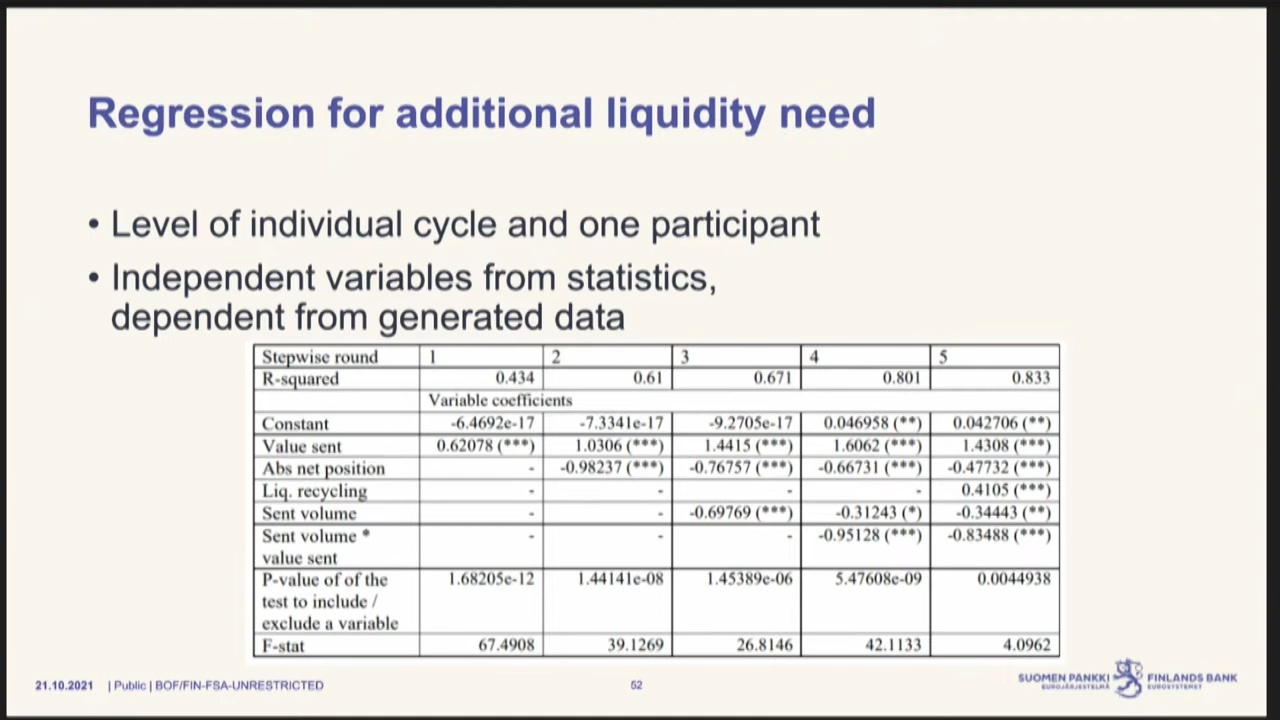 Regression for additional liquidity need
• Level of individual cycle and one participant
• Independent variables from statistics,
dependent from generated data
Stepwise round 1 2 3 4 5
R-squared 0.434 0.61 0.671 0.801 0.833
Variable coefficients
Constant -6.4692e-17 -7.3341e-17 -9.2705e-17 0.046958 (**) 0.042706 (**)
Value sent 0.62078 (***) 1.0306 (***) 1.4415 (***) 1.6062 (***) 1.4308 (***)
Abs net position - -0.98237 (***) -0.76757 (***) -0.66731 (***) -0.47732 (***)
Liq. recycling - - - - 0.4105 (***)
Sent volume - - -0.69769 (***) -0.31243 (*) -0.34443 (**)
Sent volume * - - - -0.95128 (***) -0.83488 (***)
value sent
P-value of of the 1.68205e-12 1.44141e-08 1.45389e-06 5.47608e-09 0.0044938
test to include /
exclude a variable
F-stat 67.4908 39.1269 26.8146 42.1133 4.0962
21.10.2021 | Public | BOF/FIN-FSA-UNRESTRICTED
52
SUOMEN PANKKI FINLANDS BANK
EUROJÄRJESTELMÄ EUROSYSTEMET